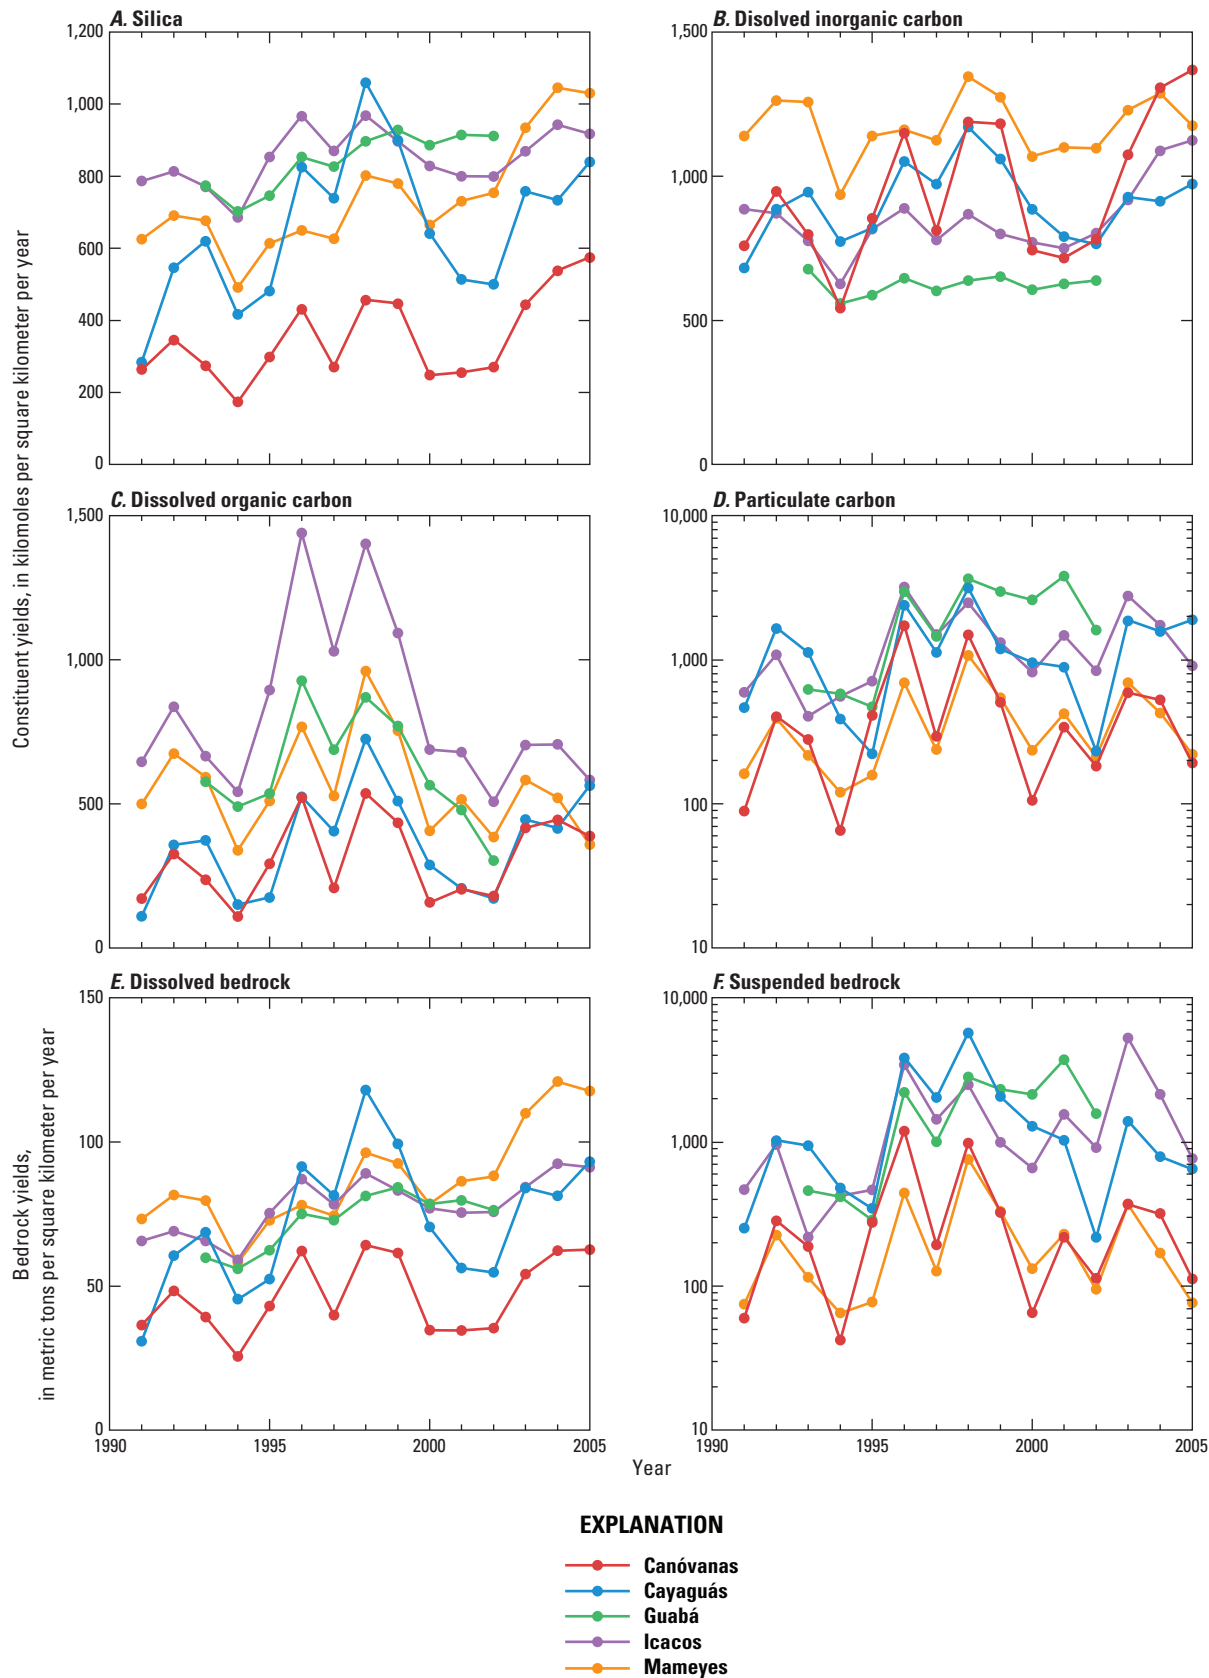 A. Silica
1,200
1,000
800
600
400
200
0
B. Disolved inorganic carbon
1,500
1,000
500
0
Constituent yields, in kilomoles per square kilometer per year
C. Dissolved organic carbon
1,500
1,000
500
0
D. Particulate carbon
10,000
1,000
100
10
E. Dissolved bedrock
150
100
50
0
1990
1995
2000
2005
Bedrock yields,
in metric tons per square kilometer per year
F. Suspended bedrock
10,000
1,000
100
10
1990
1995
2000
2005
Year
EXPLANATION
Canóvanas
Cayaguás
Guabá
Icacos
Mameyes